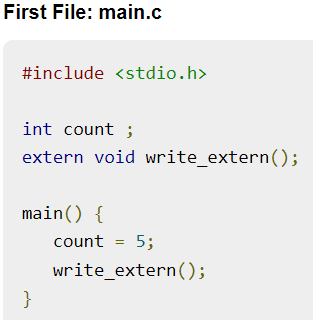 First File: main.c
#include <stdio.h>
int count ;
extern void write_extern();
main() {
count = 5;
write_extern();
}